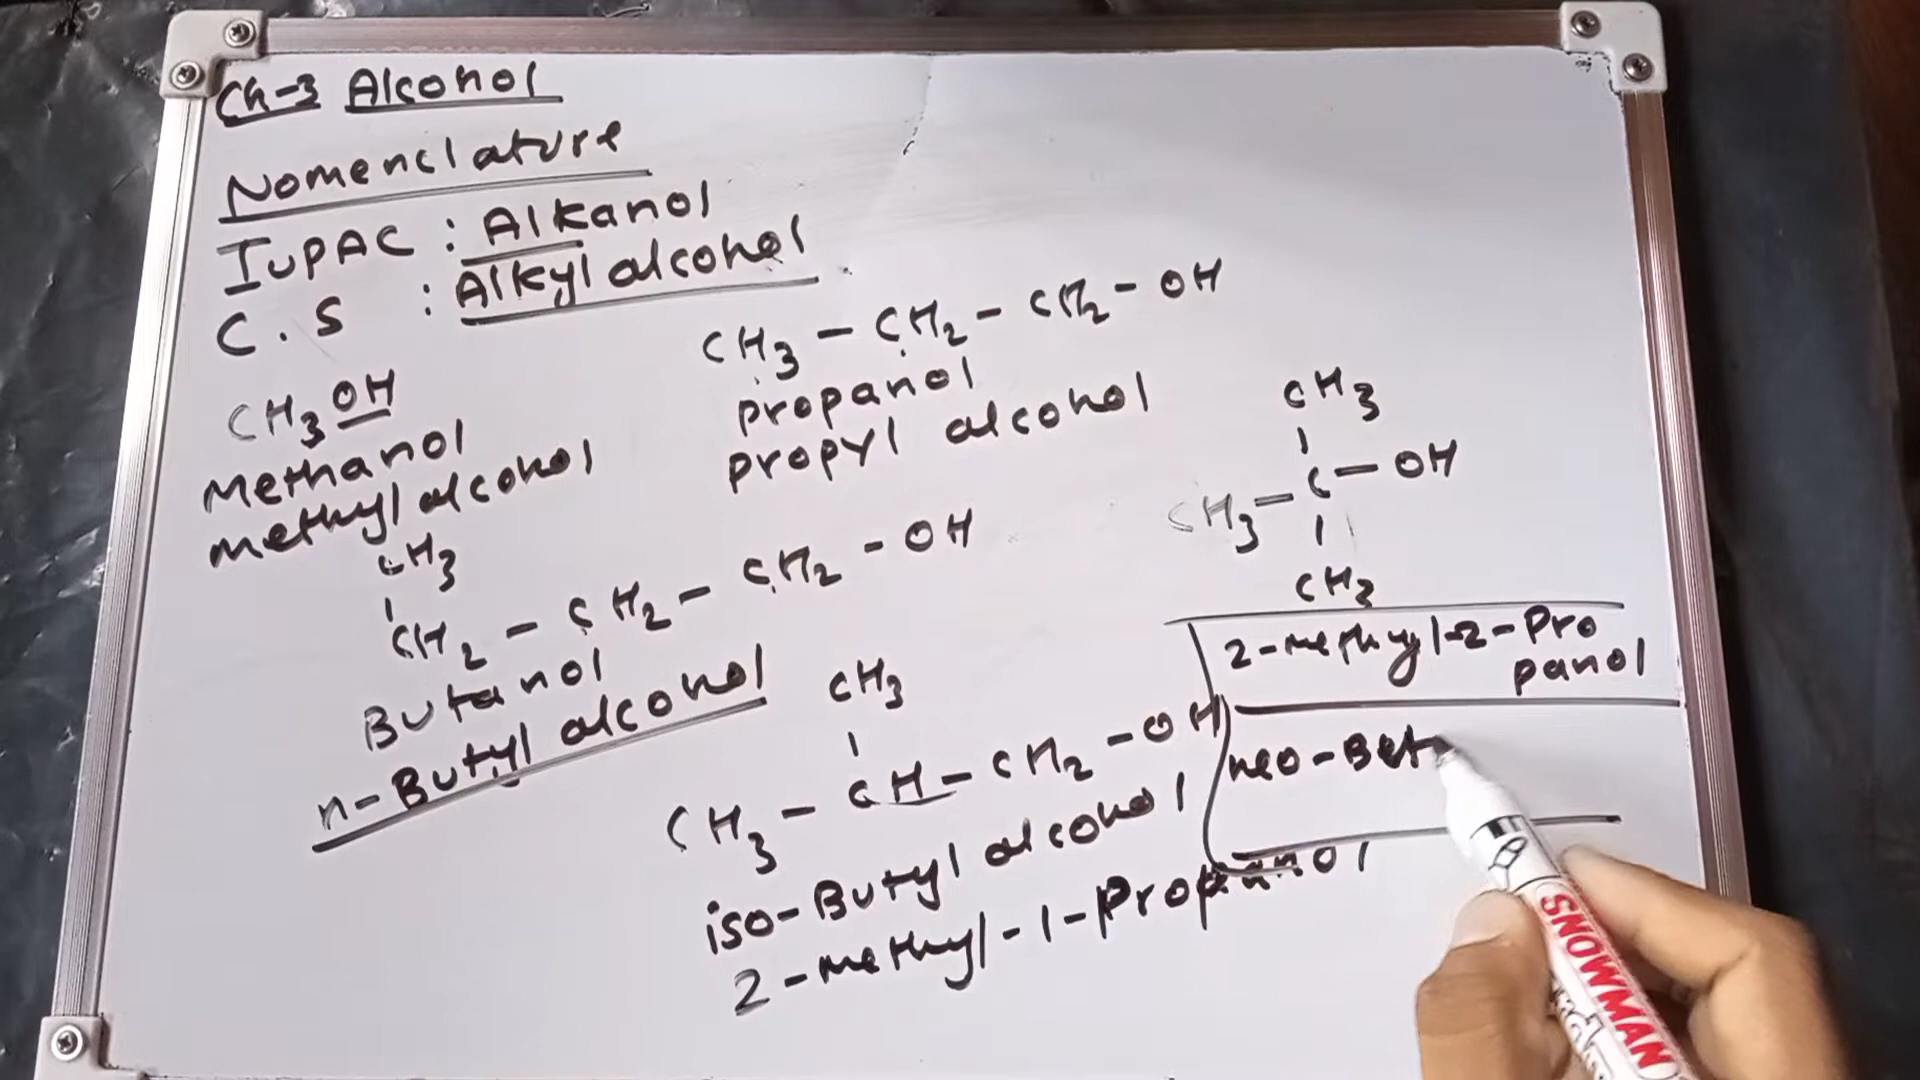 Ch-3 Alcohol
Nomenclature
IUPAC : Alkanol
C.S : Alkyl alcohol
CH3OH
Methanol
methyl alcohol
CH3 - CH2 - CH2 - OH
propanol
propyl alcohol
CH3
CH2 - CH2 - CH2 - OH
Butanol
n-Butyl alcohol
CH3
CH3 - CH - CH2 - OH
iso-Butyl alcohol
2-methyl-1-Propanol
CH3
CH3 - C - OH
CH3
2-methyl-2-Pro
panol
neo-But
SNOWMAN